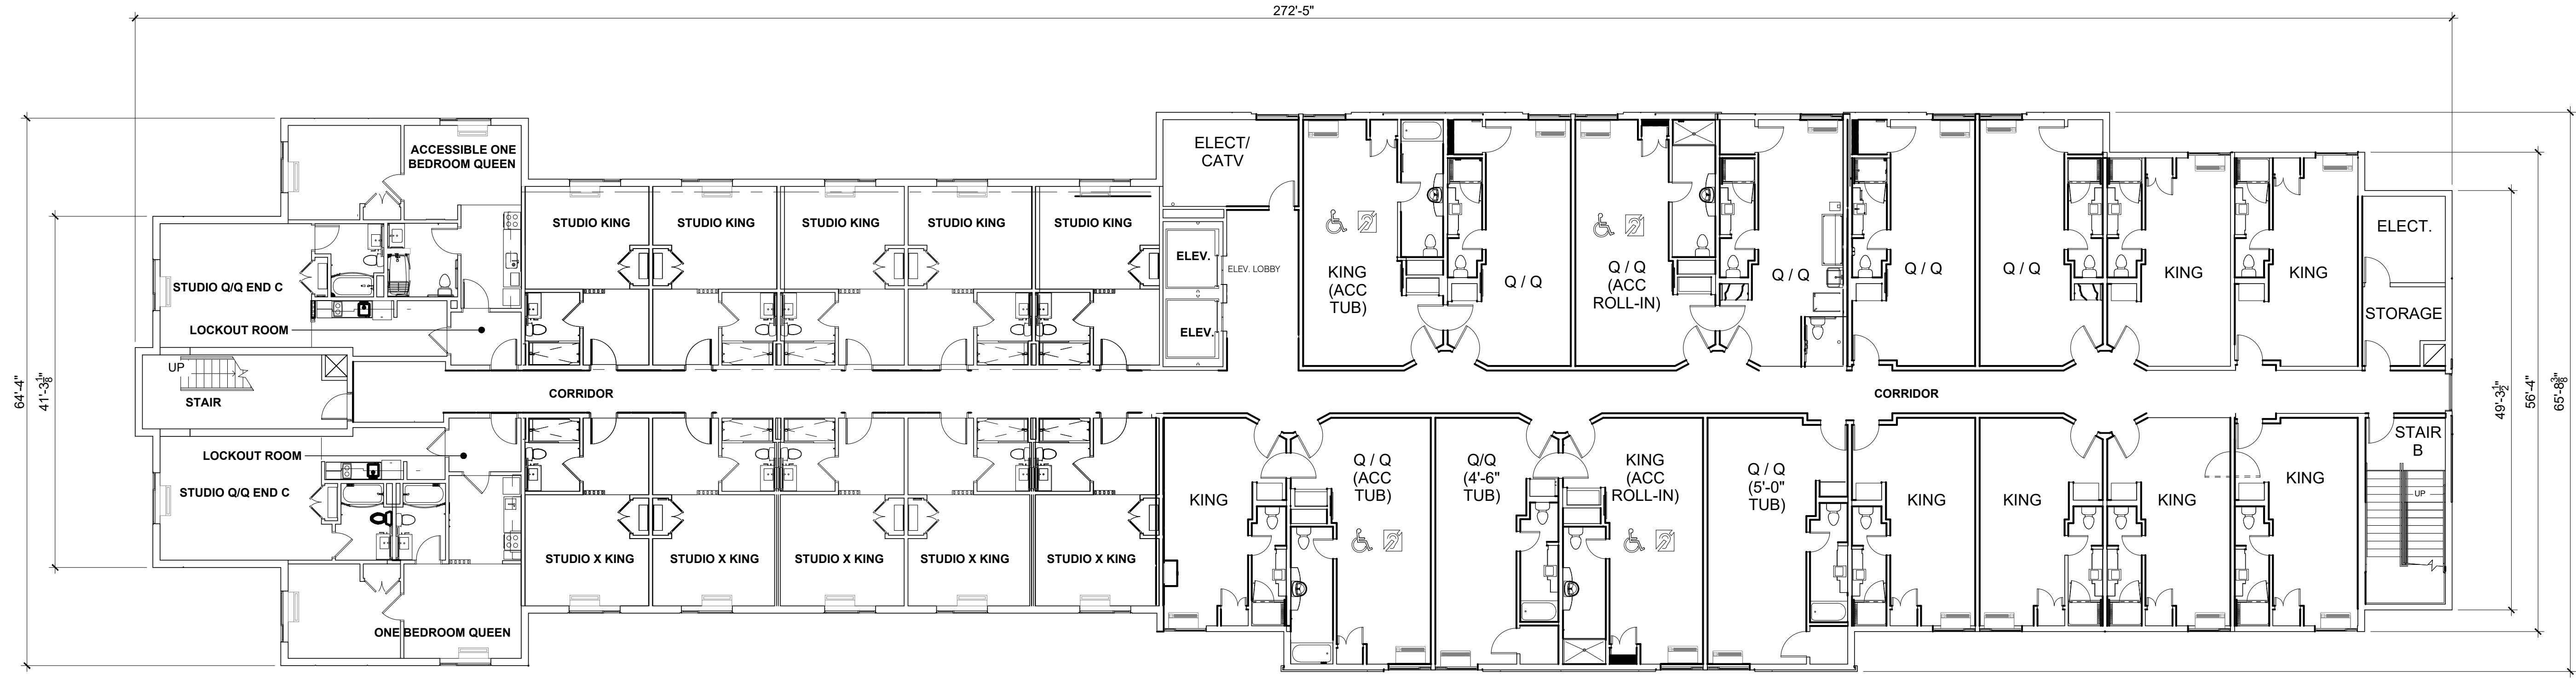 272'-5"
ACCESSIBLE ONE
BEDROOM QUEEN
STUDIO KING
STUDIO KING
STUDIO KING
STUDIO KING
STUDIO KING
ELECT/
CATV
ELEV.
ELEV. LOBBY
ELEV.
KING
(ACC
TUB)
Q / Q
Q / Q
(ACC
ROLL-IN)
Q / Q
Q / Q
Q / Q
KING
KING
ELECT.
STORAGE
STUDIO Q/Q END C
LOCKOUT ROOM
UP
STAIR
CORRIDOR
CORRIDOR
64'-4"
41'-3 1/8"
49'-3 1/2"
56'-4"
65'-8 3/8"
LOCKOUT ROOM
STUDIO Q/Q END C
ONE BEDROOM QUEEN
STUDIO X KING
STUDIO X KING
STUDIO X KING
STUDIO X KING
STUDIO X KING
KING
Q / Q
(ACC
TUB)
Q/Q
(4'-6"
TUB)
KING
(ACC
ROLL-IN)
Q / Q
(5'-0"
TUB)
KING
KING
KING
KING
STAIR
B
UP